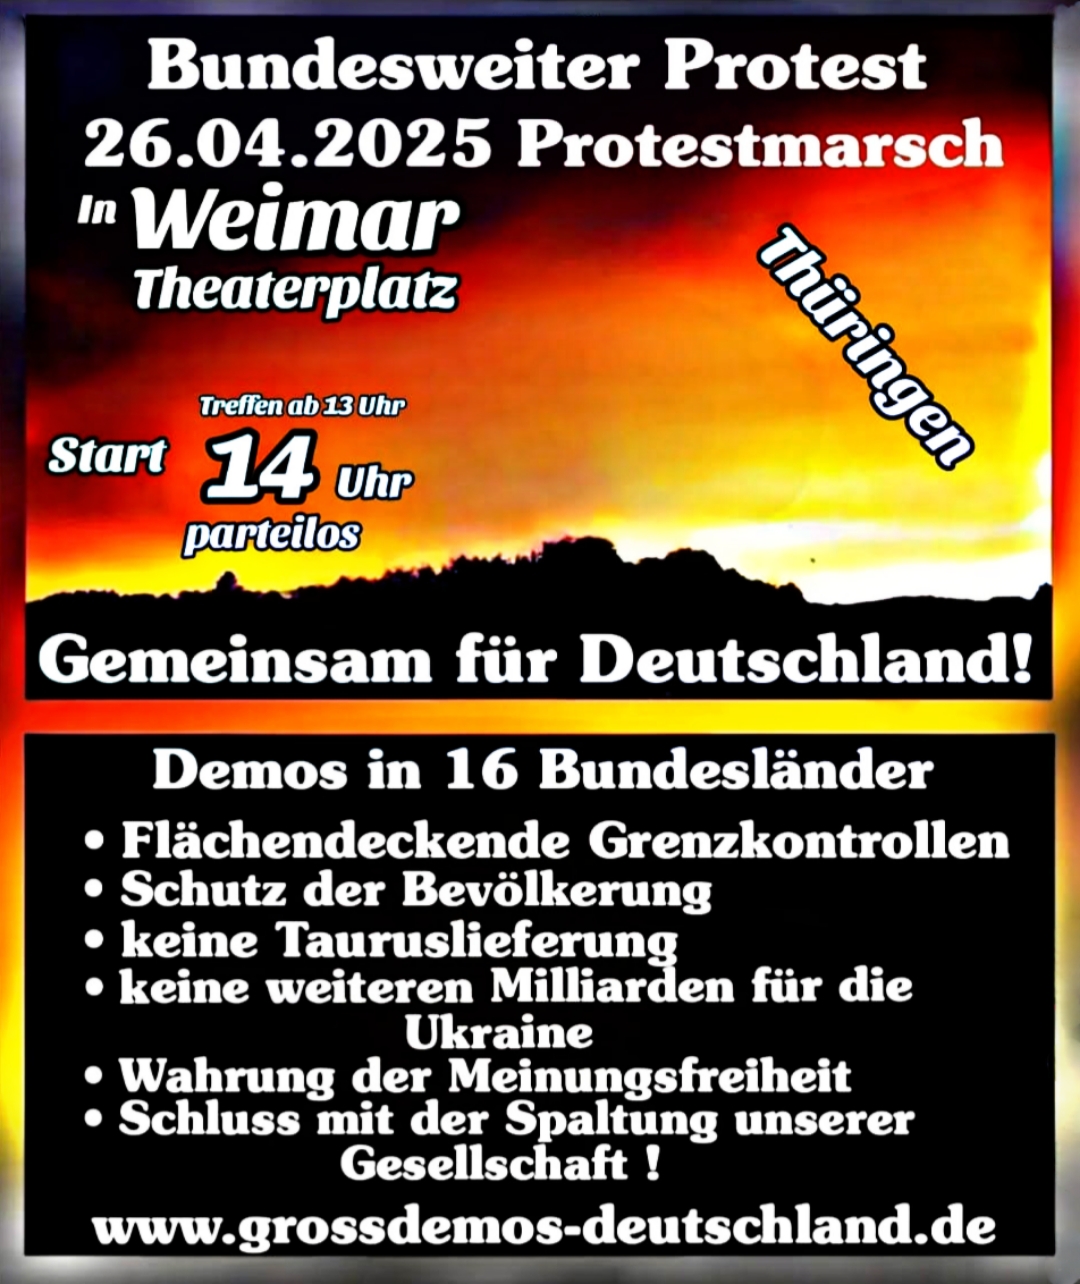 Bundesweiter Protest
26.04.2025 Protestmarsch
In Weimar
Theaterplatz
Thüringen
Treffen ab 13 Uhr
Start 14 Uhr
parteilos
Gemeinsam für Deutschland!
Demos in 16 Bundesländer
• Flächendeckende Grenzkontrollen
• Schutz der Bevölkerung
• keine Tauruslieferung
• keine weiteren Milliarden für die
Ukraine
• Wahrung der Meinungsfreiheit
• Schluss mit der Spaltung unserer
Gesellschaft !
www.grossdemos-deutschland.de